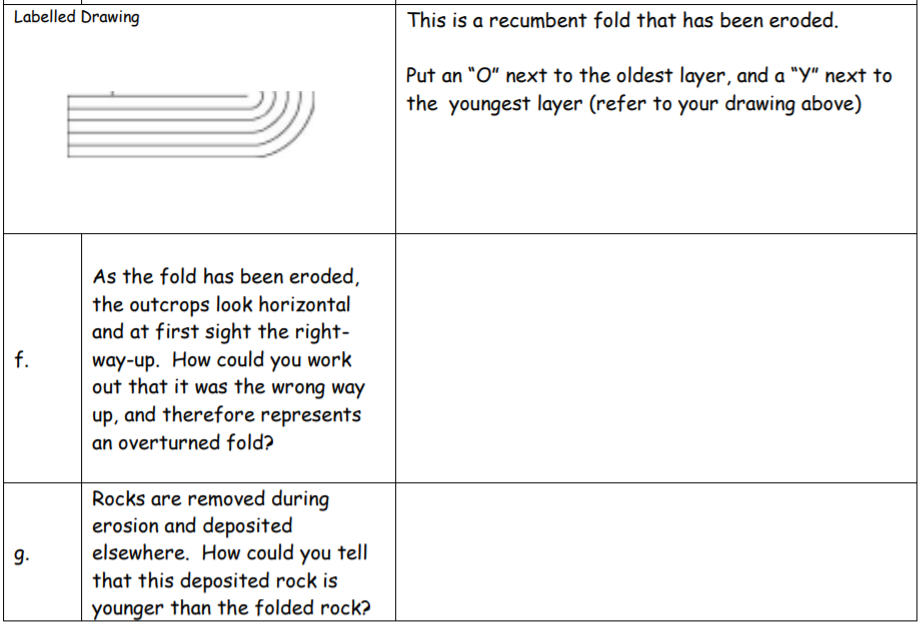 Labelled Drawing
This is a recumbent fold that has been eroded.
Put an “O” next to the oldest layer, and a “Y” next to
the youngest layer (refer to your drawing above)
f.
As the fold has been eroded,
the outcrops look horizontal
and at first sight the right-
way-up. How could you work
out that it was the wrong way
up, and therefore represents
an overturned fold?
g.
Rocks are removed during
erosion and deposited
elsewhere. How could you tell
that this deposited rock is
younger than the folded rock?